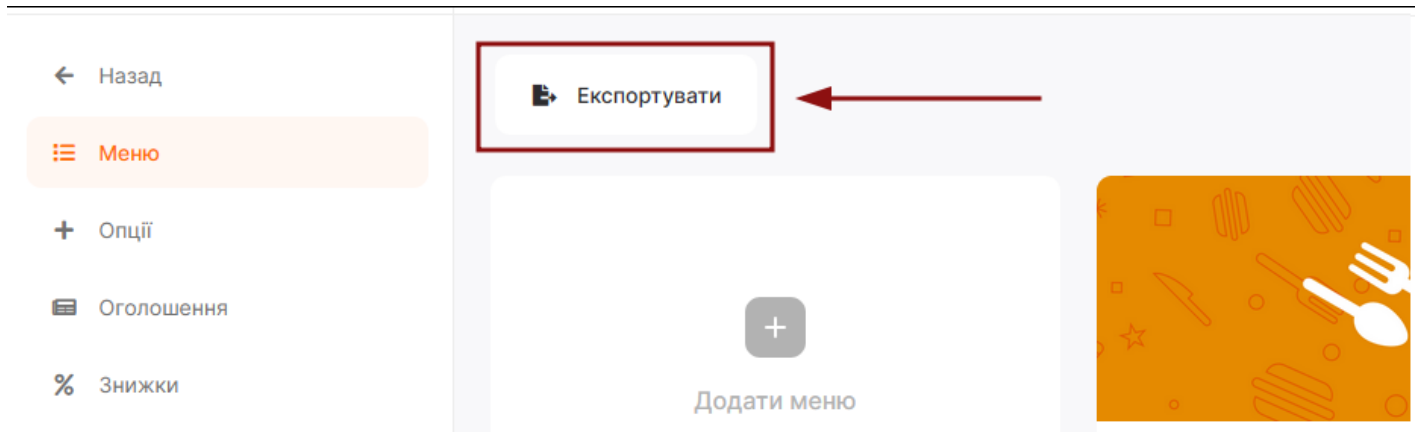 Назад
Меню
Опції
Оголошення
Знижки
Експортувати
Додати меню